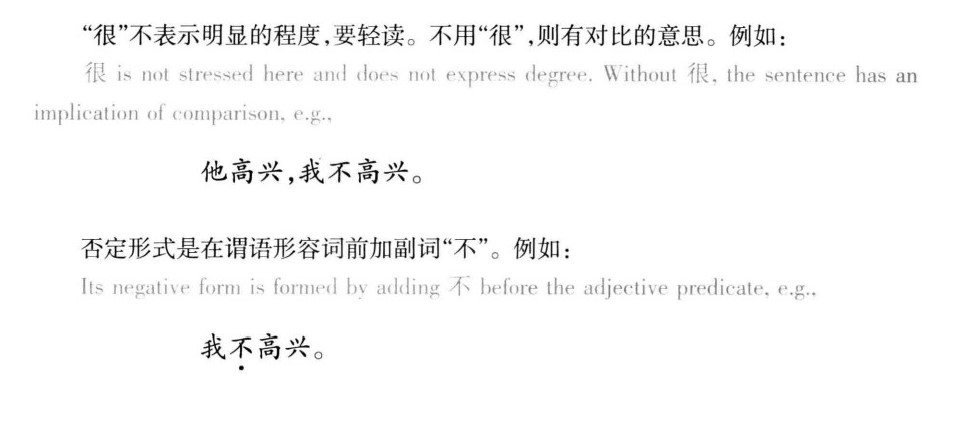 “很”不表示明显的程度,要轻读。不用“很”,则有对比的意思。例如:
很 is not stressed here and does not express degree. Without 很, the sentence has an
implication of comparison, e.g.,
他高兴,我不高兴。
否定形式是在谓语形容词前加副词“不”。例如:
Its negative form is formed by adding 不 before the adjective predicate, e.g.,
我不高兴。